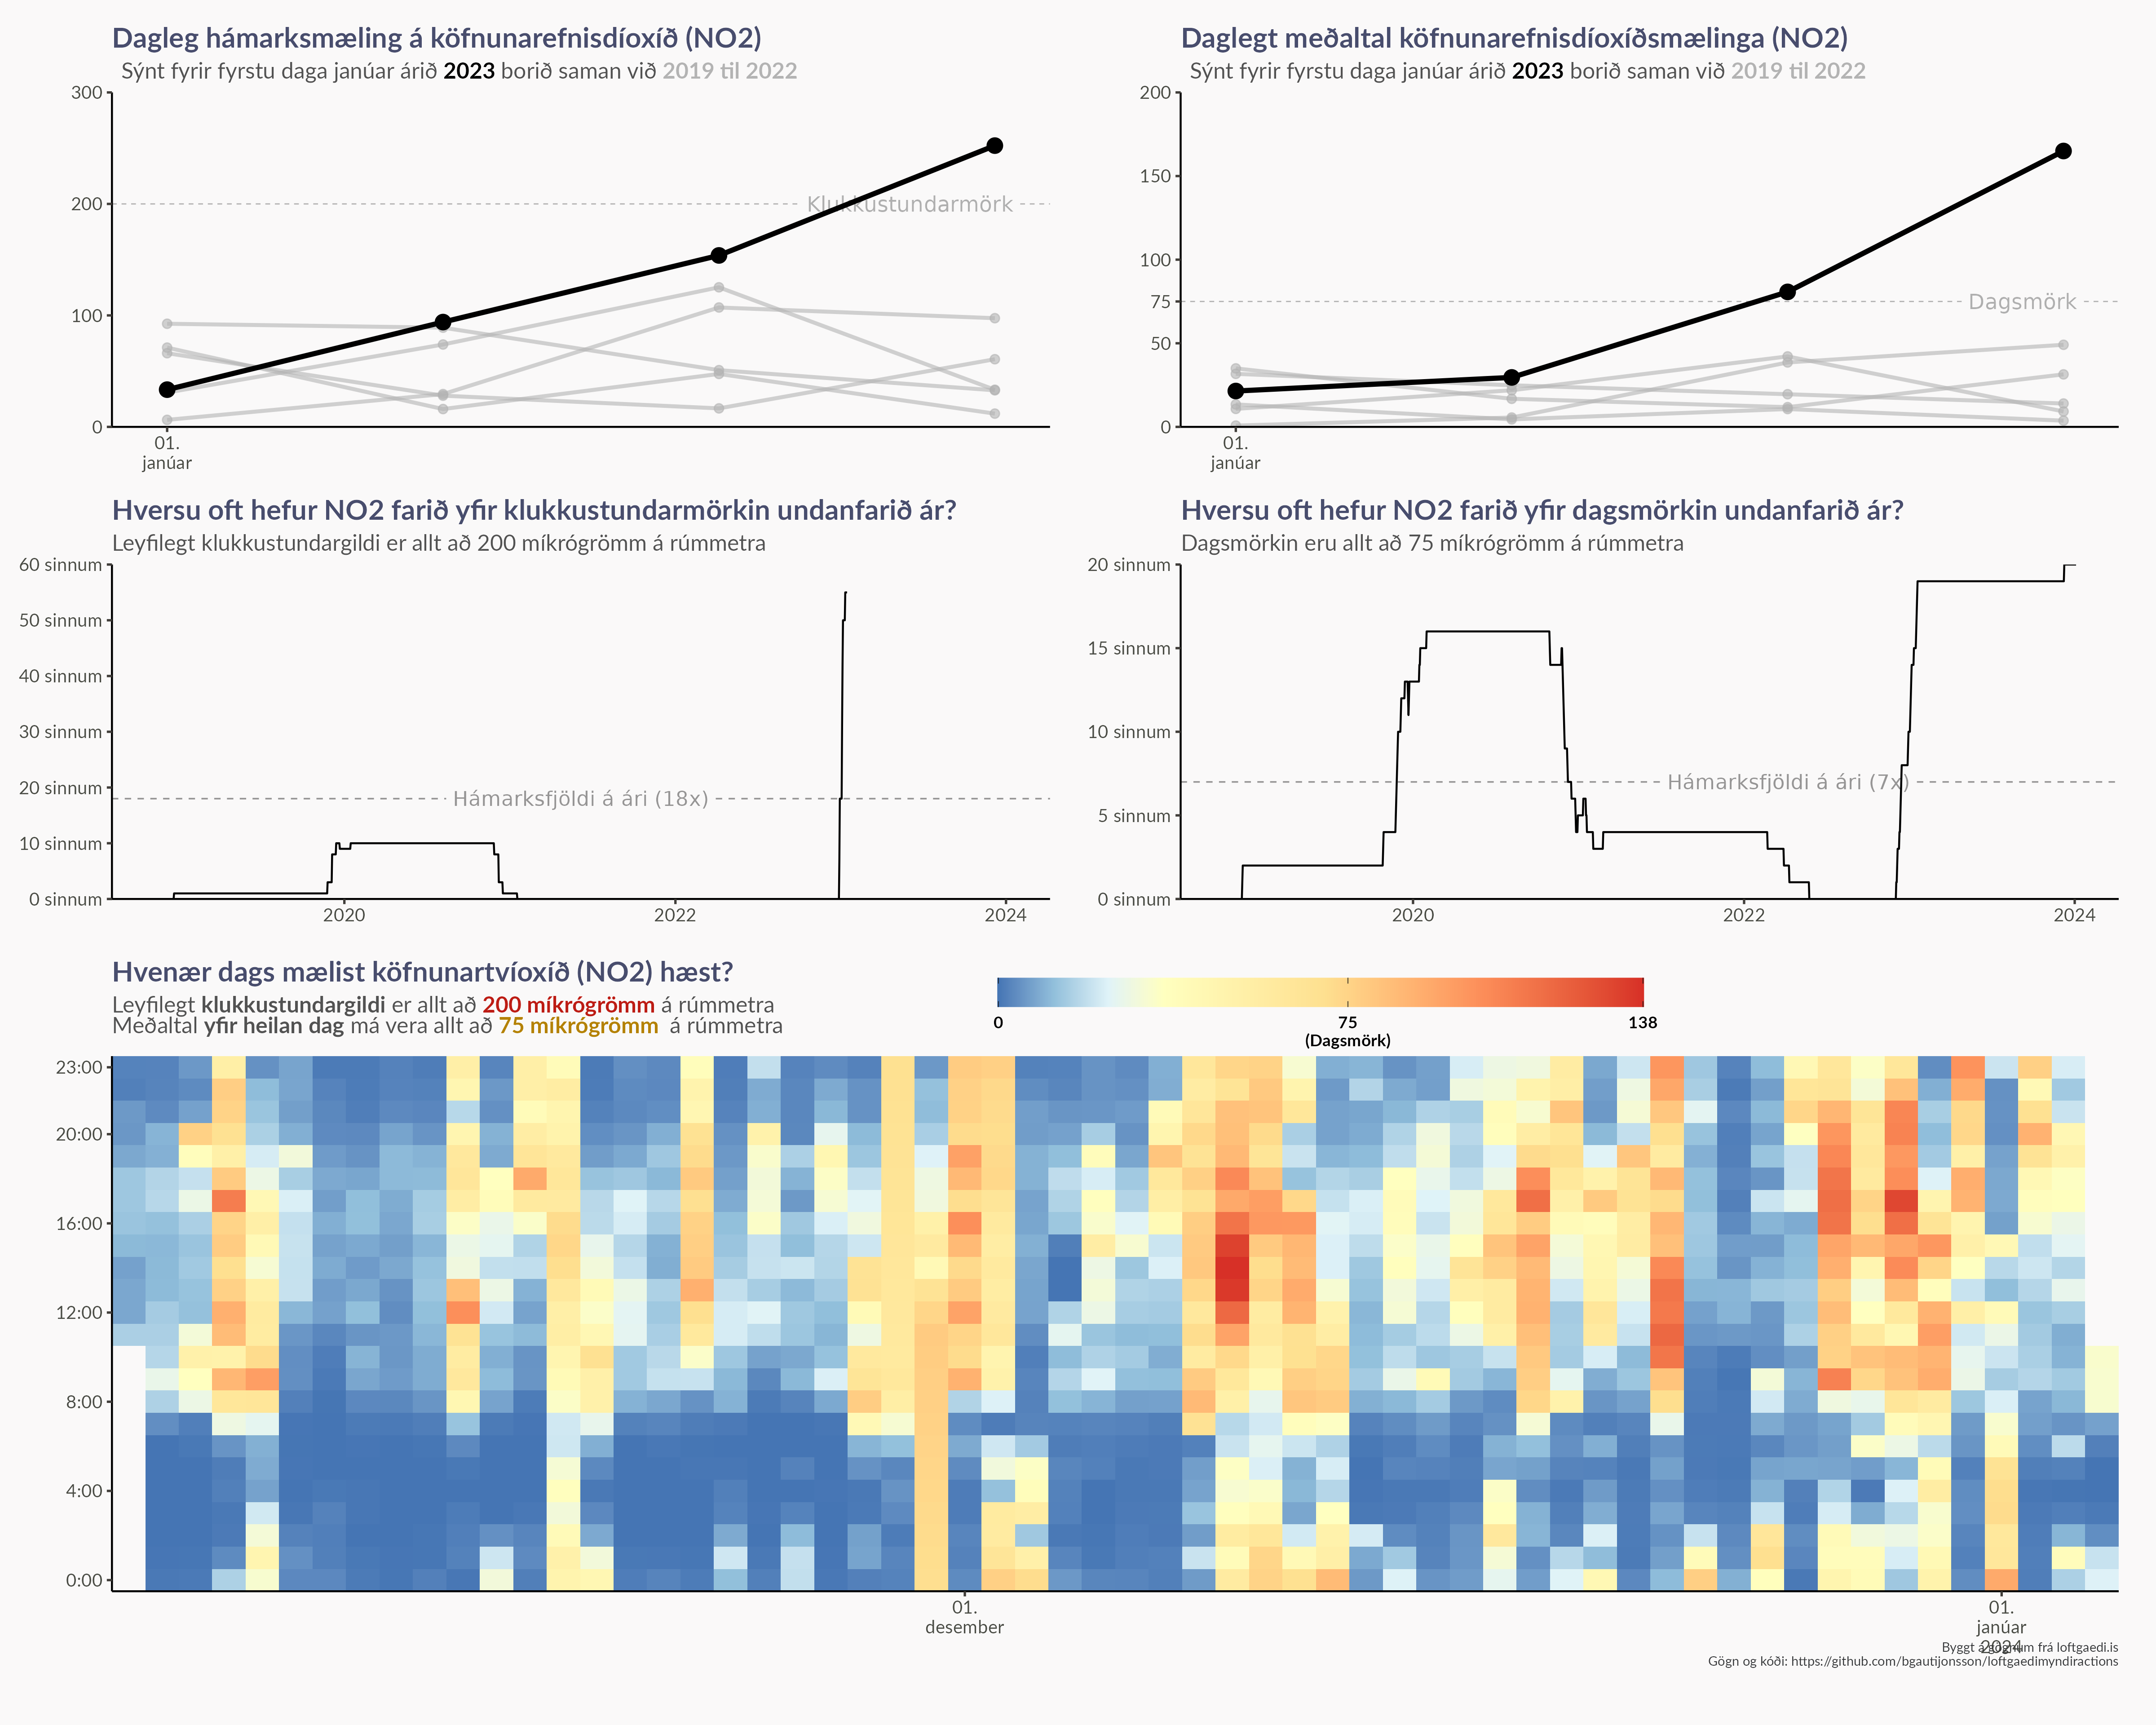 Dagleg hámarksmæling á köfnunarefnisdíoxíð (NO2)
Sýnt fyrir fyrstu daga janúar árið 2023 borið saman við 2019 til 2022
300
200
100
0
Klukkustundarmörk
01.
janúar
Daglegt meðaltal köfnunarefnisdíoxíðsmælinga (NO2)
Sýnt fyrir fyrstu daga janúar árið 2023 borið saman við 2019 til 2022
200
150
100
75
50
0
Dagsmörk
01.
janúar
Hversu oft hefur NO2 farið yfir klukkustundarmörkin undanfarið ár?
Leyfilegt klukkustundargildi er allt að 200 míkrógrömm á rúmmetra
60 sinnum
50 sinnum
40 sinnum
30 sinnum
20 sinnum
10 sinnum
0 sinnum
Hámarksfjöldi á ári (18x)
2020
2022
2024
Hversu oft hefur NO2 farið yfir dagsmörkin undanfarið ár?
Dagsmörkin eru allt að 75 míkrógrömm á rúmmetra
20 sinnum
15 sinnum
10 sinnum
5 sinnum
0 sinnum
Hámarksfjöldi á ári (7x)
2020
2022
2024
Hvenær dags mælist köfnunartvíoxíð (NO2) hæst?
Leyfilegt klukkustundargildi er allt að 200 míkrógrömm á rúmmetra
Meðaltal yfir heilan dag má vera allt að 75 míkrógrömm á rúmmetra
0
75
(Dagsmörk)
138
23:00
20:00
16:00
12:00
8:00
4:00
0:00
01.
desember
01.
janúar
2024
Byggt á gögnum frá loftgaedi.is
Gögn og kóði: https://github.com/bgautijonsson/loftgaedimyndiractions